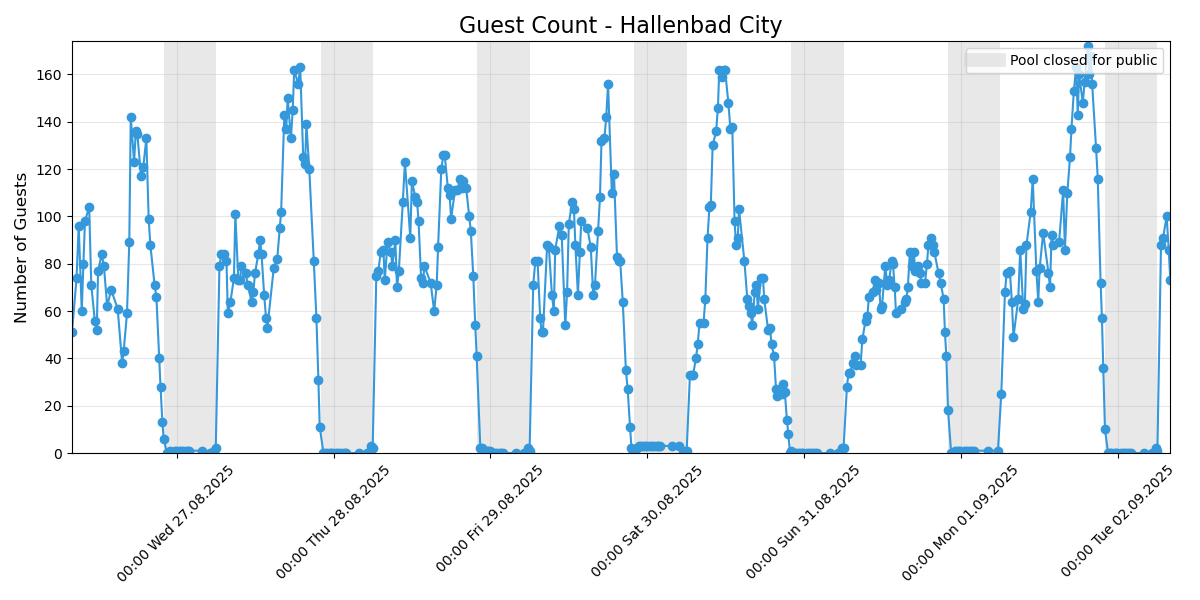 Guest Count - Hallenbad City
Pool closed for public
Number of Guests
160
140
120
100
80
60
40
20
0
00:00 Wed 27.08.2025
00:00 Thu 28.08.2025
00:00 Fri 29.08.2025
00:00 Sat 30.08.2025
00:00 Sun 31.08.2025
00:00 Mon 01.09.2025
00:00 Tue 02.09.2025